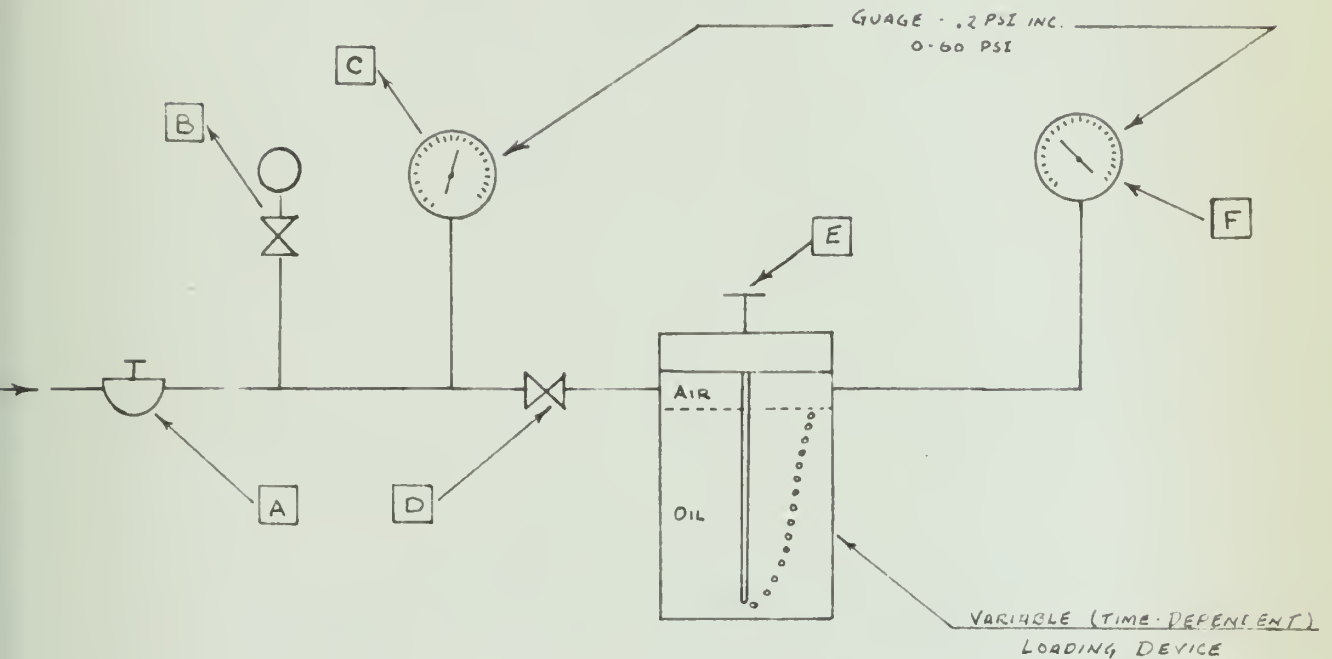 GUAGE - .2 PSI INC.
0-60 PSI
C
B
E
F
AIR
A
D
OIL
VARIABLE (TIME-DEPENDENT)
LOADING DEVICE